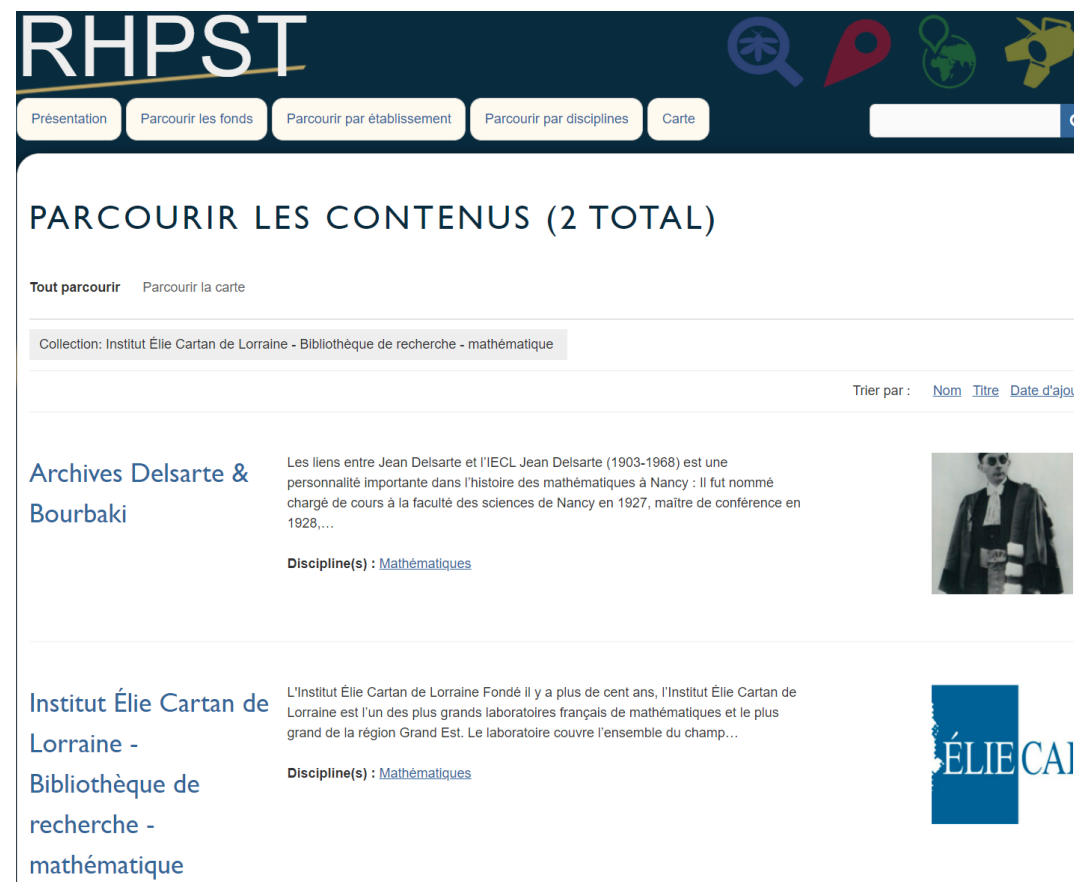 RHPST
Présentation
Parcourir les fonds
Parcourir par établissement
Parcourir par disciplines
Carte
PARCOURIR LES CONTENUS (2 TOTAL)
Tout parcourir
Parcourir la carte
Collection: Institut Élie Cartan de Lorraine - Bibliothèque de recherche - mathématique
Trier par : Nom Titre Date d'ajou
Archives Delsarte &
Bourbaki
Les liens entre Jean Delsarte et l'IECL Jean Delsarte (1903-1968) est une
personnalité importante dans l'histoire des mathématiques à Nancy : Il fut nommé
chargé de cours à la faculté des sciences de Nancy en 1927, maître de conférence en
1928,…
Discipline(s) : Mathématiques
Institut Élie Cartan de
Lorraine -
Bibliothèque de
recherche -
mathématique
L'Institut Élie Cartan de Lorraine Fondé il y a plus de cent ans, l'Institut Élie Cartan de
Lorraine est l'un des plus grands laboratoires français de mathématiques et le plus
grand de la région Grand Est. Le laboratoire couvre l'ensemble du champ…
Discipline(s) : Mathématiques
ÉLIE CA